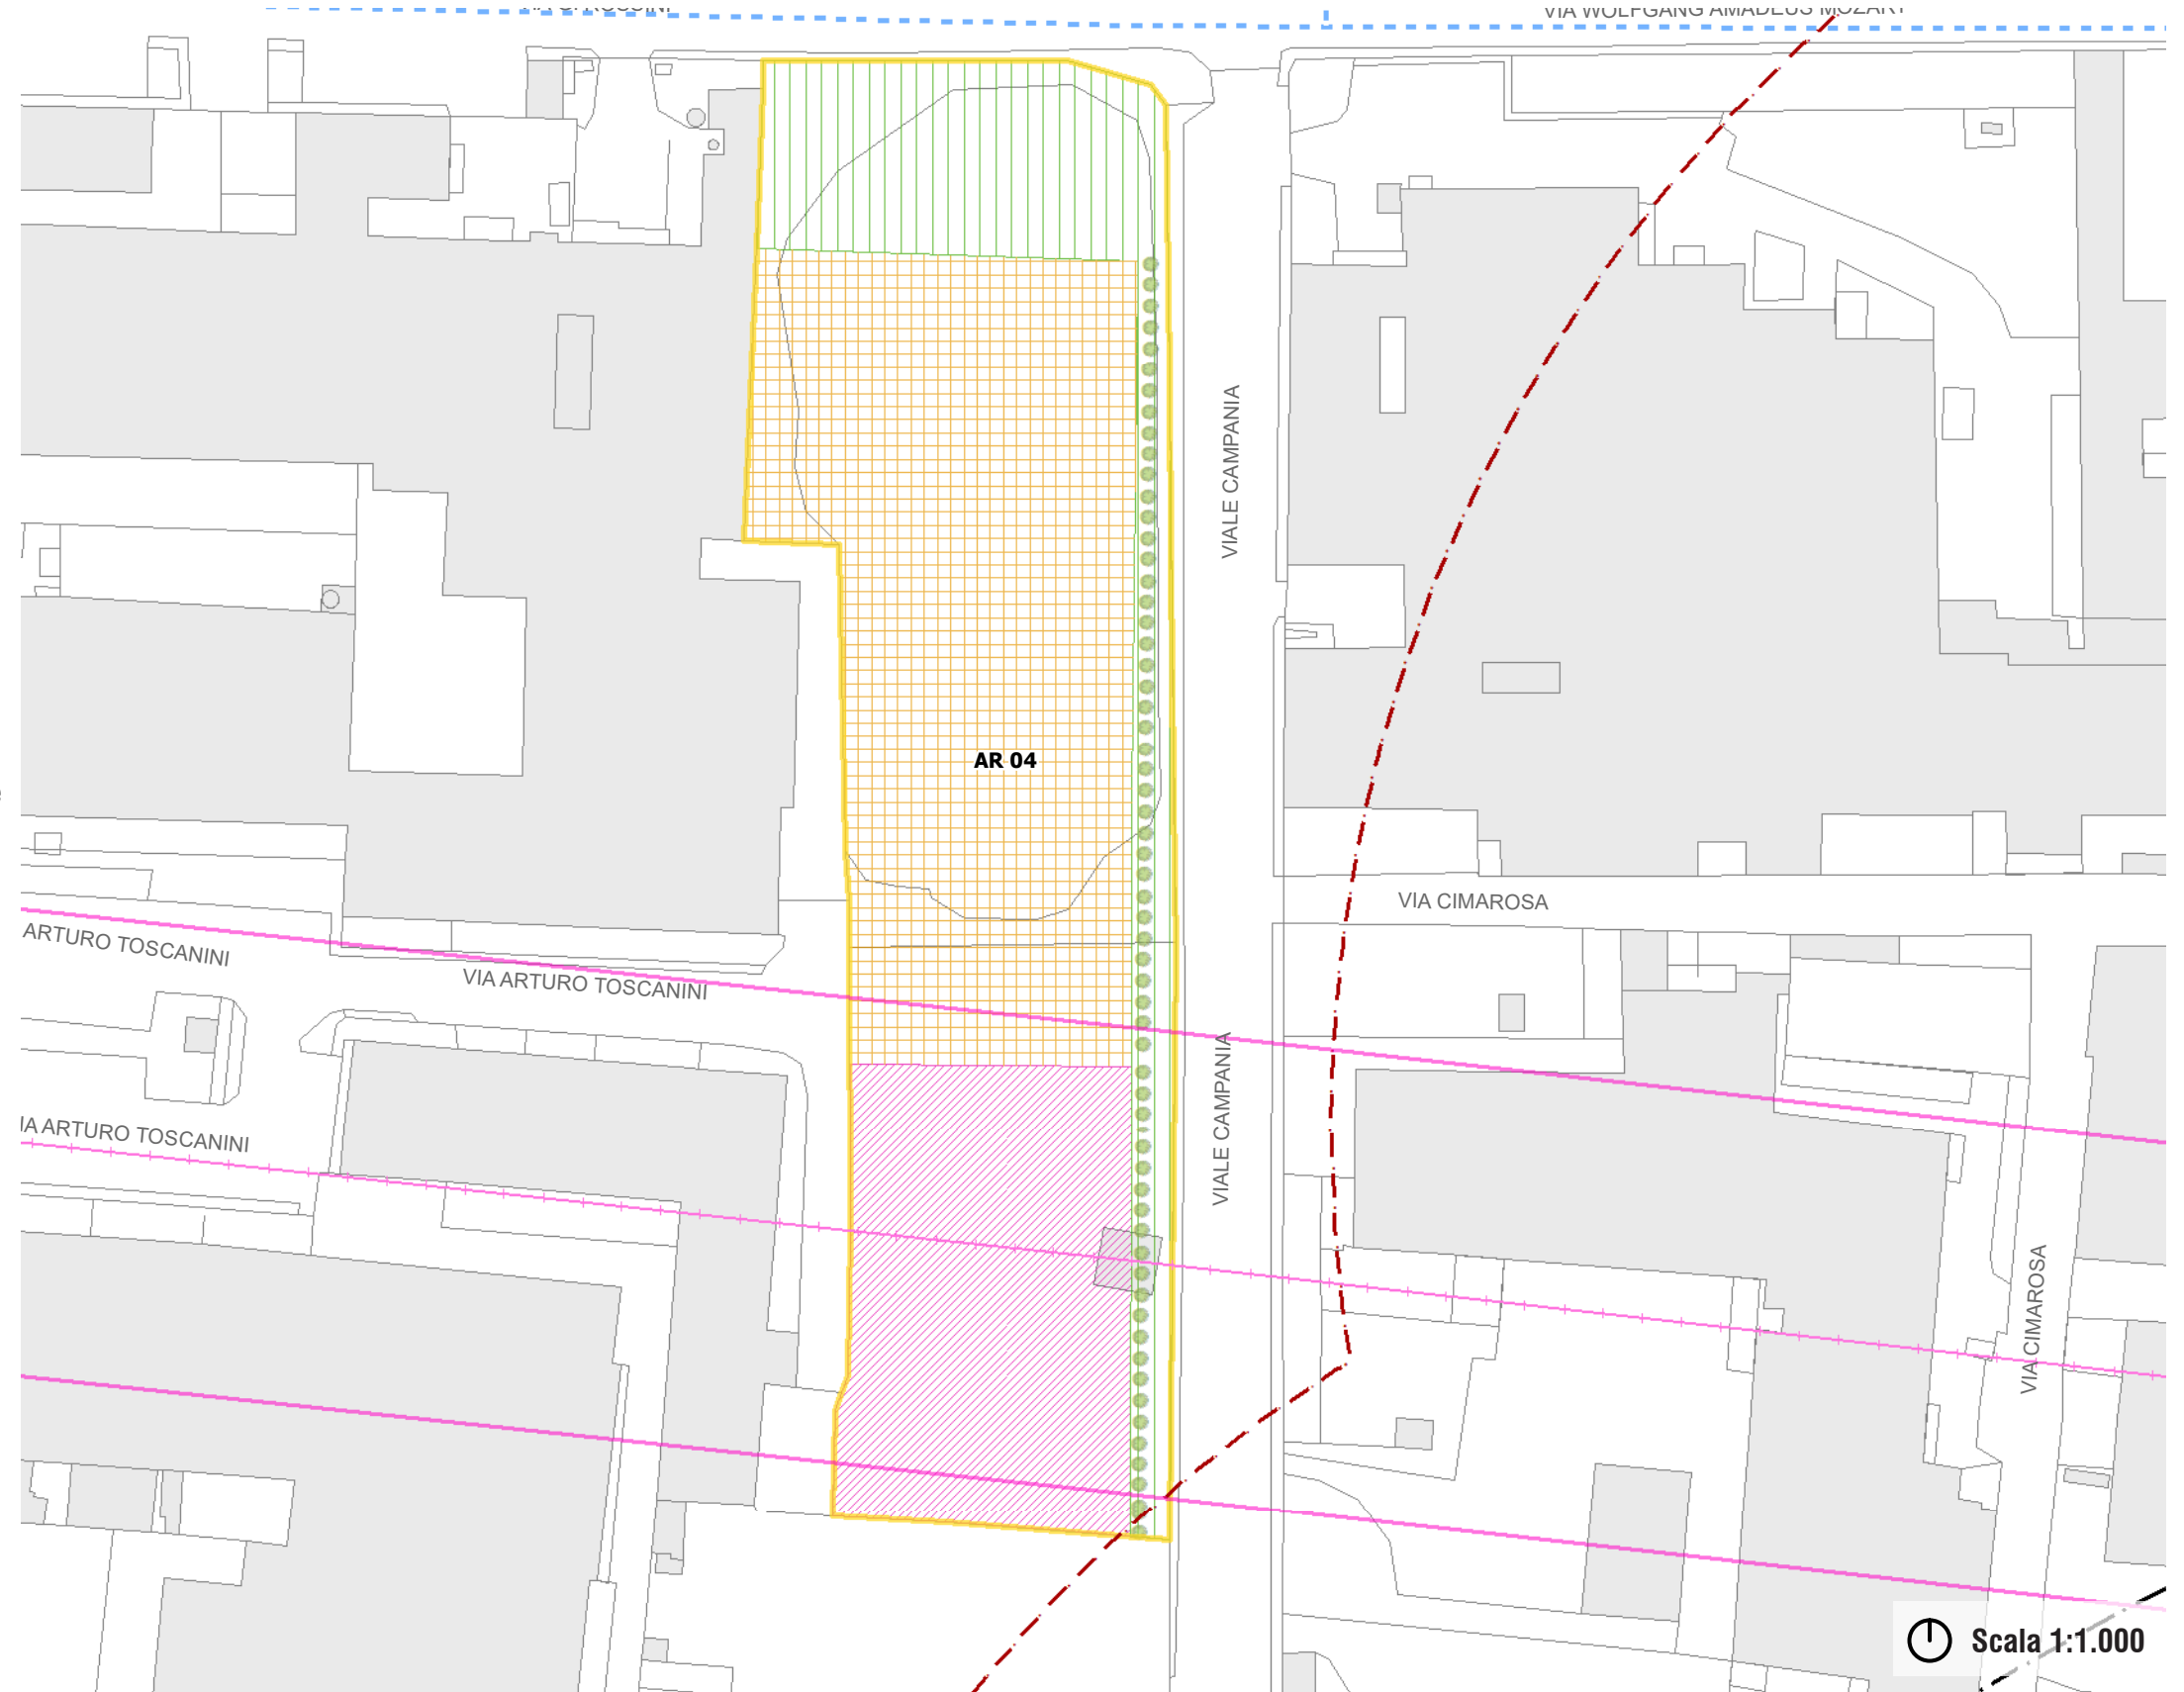 VIA WOLFGANG AMADEUS MOZART
VIALE CAMPANIA
AR 04
VIA CIMAROSA
ARTURO TOSCANINI
VIA ARTURO TOSCANINI
VIALE CAMPANIA
IA ARTURO TOSCANINI
VIA CIMAROSA
Scala 1:1.000